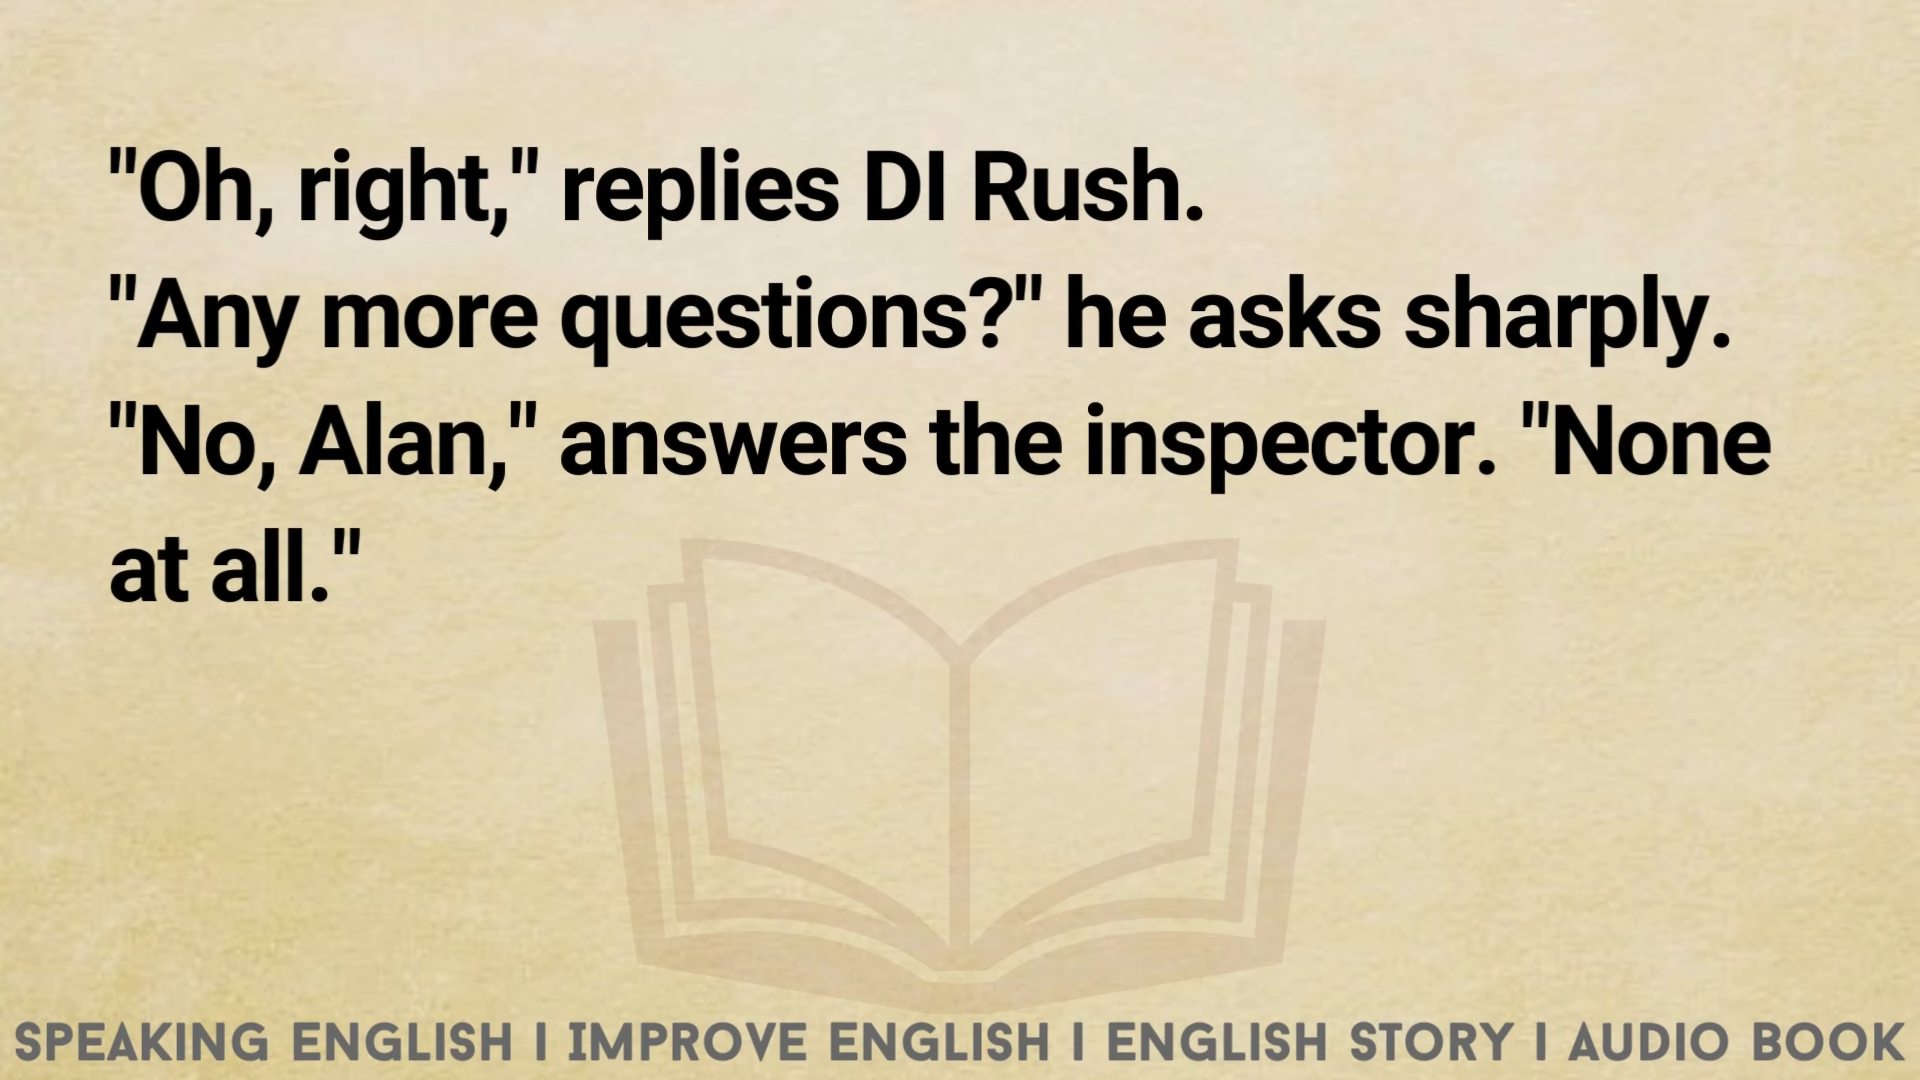 "Oh, right," replies DI Rush.
"Any more questions?" he asks sharply.
"No, Alan," answers the inspector. "None
at all."
SPEAKING ENGLISH I IMPROVE ENGLISH I ENGLISH STORY I AUDIO BOOK